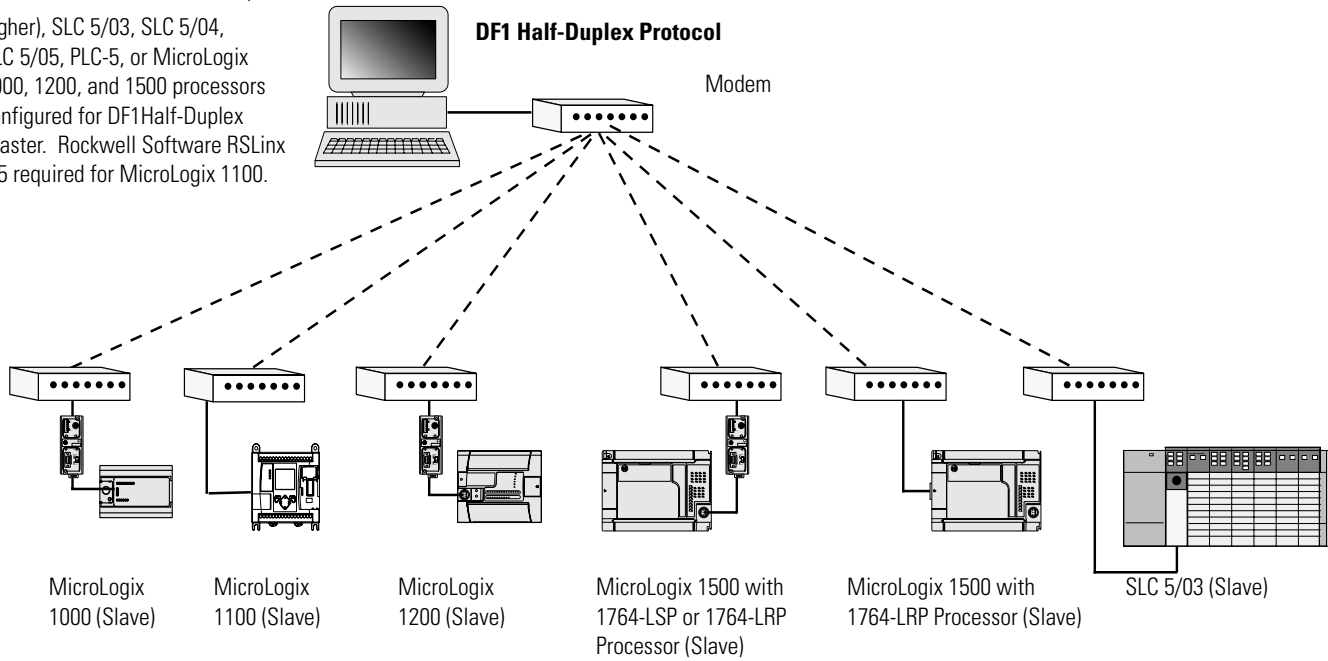 DF1 Half-Duplex Protocol
gher), SLC 5/03, SLC 5/04,
LC 5/05, PLC-5, or MicroLogix
000, 1200, and 1500 processors
onfigured for DF1Half-Duplex
aster. Rockwell Software RSLinx
5 required for MicroLogix 1100.
Modem
MicroLogix
1000 (Slave)
MicroLogix
1100 (Slave)
MicroLogix
1200 (Slave)
MicroLogix 1500 with
1764-LSP or 1764-LRP
Processor (Slave)
MicroLogix 1500 with
1764-LRP Processor (Slave)
SLC 5/03 (Slave)